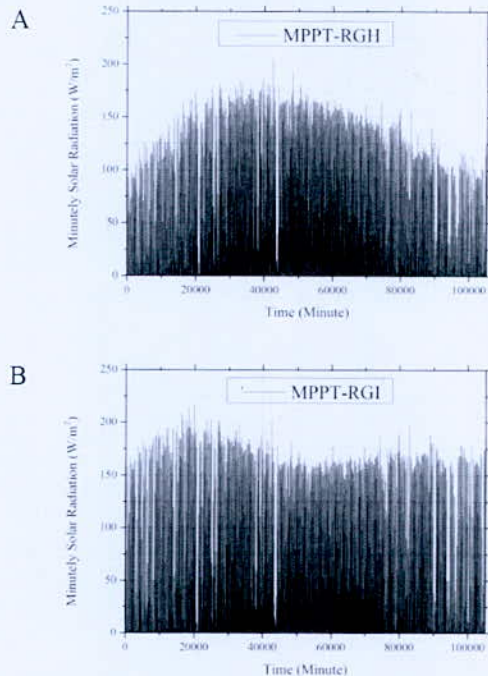 A
250
MPPT-RGH
200
150
100
50
0
Minutely Solar Radiation (W/m²)
0 20000 40000 60000 80000 100000
Time (Minute)
B
250
MPPT-RGI
200
150
100
50
0
Minutely Solar Radiation (W/m²)
0 20000 40000 60000 80000 100000
Time (Minute)